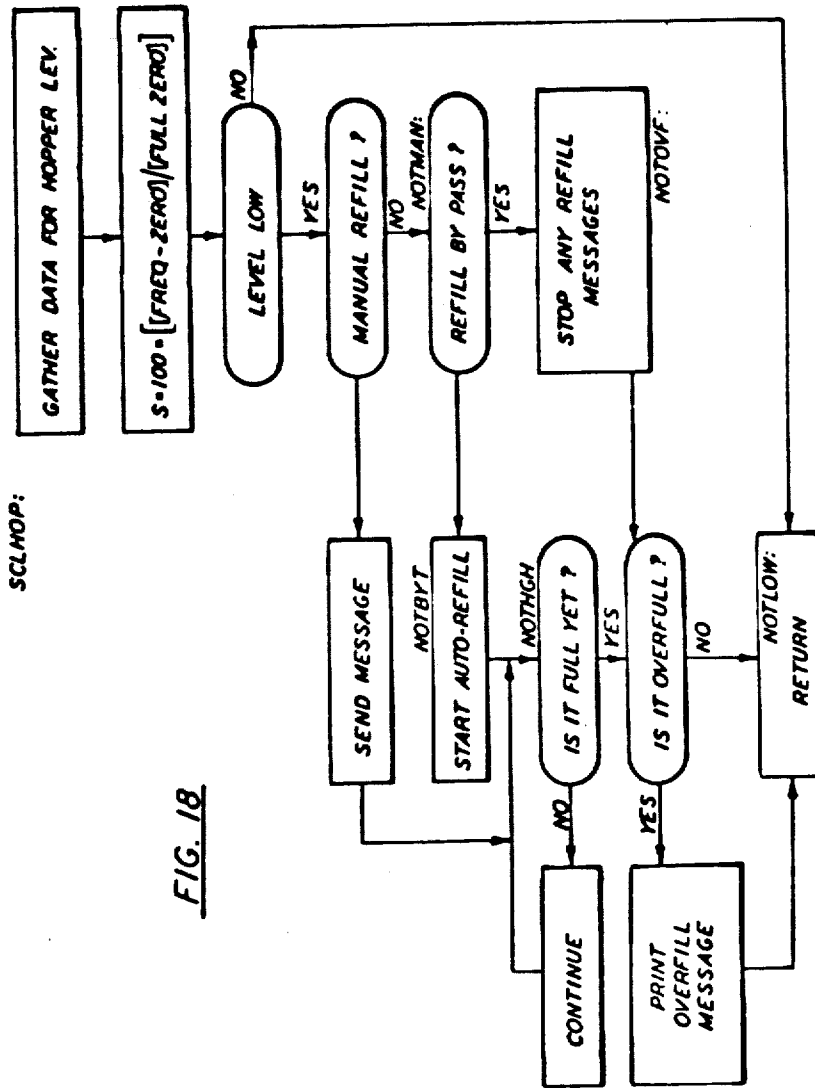 SCLHOP:
GATHER DATA FOR HOPPER LEV.
S=100=[(FREQ-ZERO)/(FULL ZERO)]
LEVEL LOW
NO
YES
MANUAL REFILL ?
NO
NOTMAN:
REFILL BY PASS ?
YES
STOP ANY REFILL
MESSAGES
NOTOVF:
SEND MESSAGE
NOTBYT
START AUTO-REFILL
NOTHGH
IS IT FULL YET ?
YES
IS IT OVERFULL ?
NO
NOTLOW:
RETURN
NO
CONTINUE
YES
PRINT
OVERFILL
MESSAGE
FIG. 18